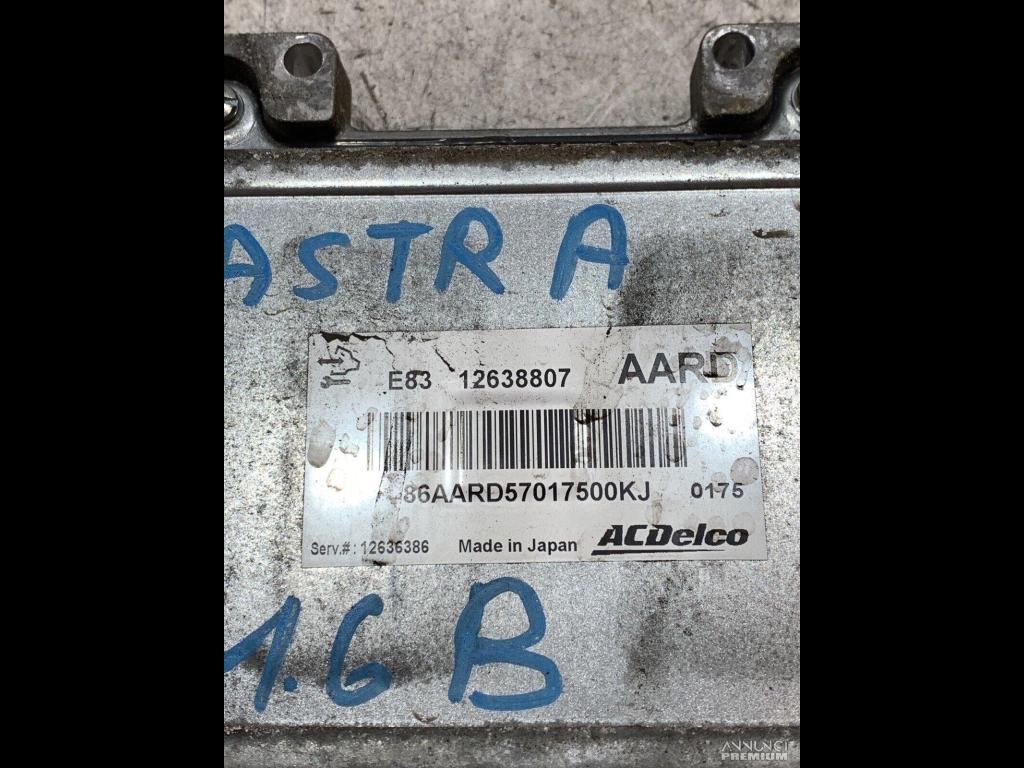 ASTRA
E83 12638807 AARD
86AARD57017500KJ 0175
Serv.#: 12636386 Made in Japan ACDelco
1.6 B
ANNUNCI
PREMIUM